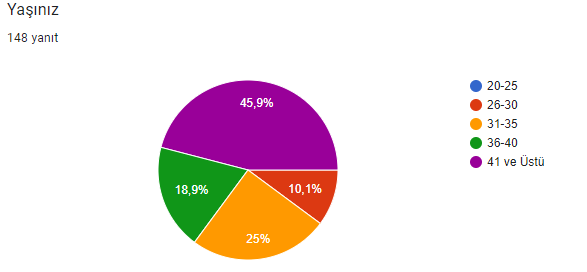 Yaşınız
148 yanıt
45,9%
10,1%
25%
18,9%
20-25
26-30
31-35
36-40
41 ve Üstü